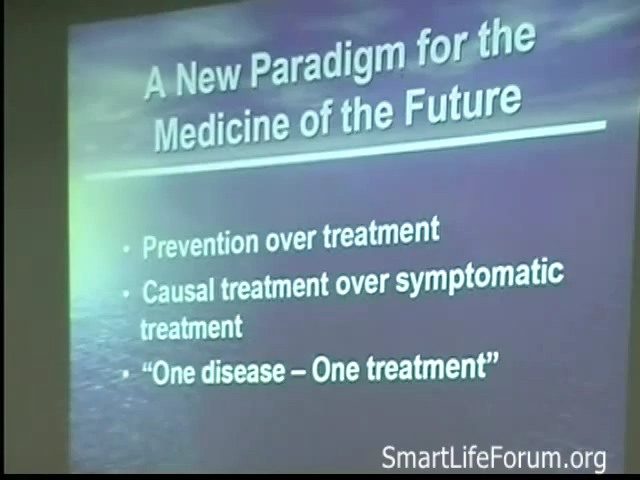 A New Paradigm for the
Medicine of the Future
• Prevention over treatment
• Causal treatment over symptomatic
treatment
• “One disease – One treatment”
SmartLifeForum.org